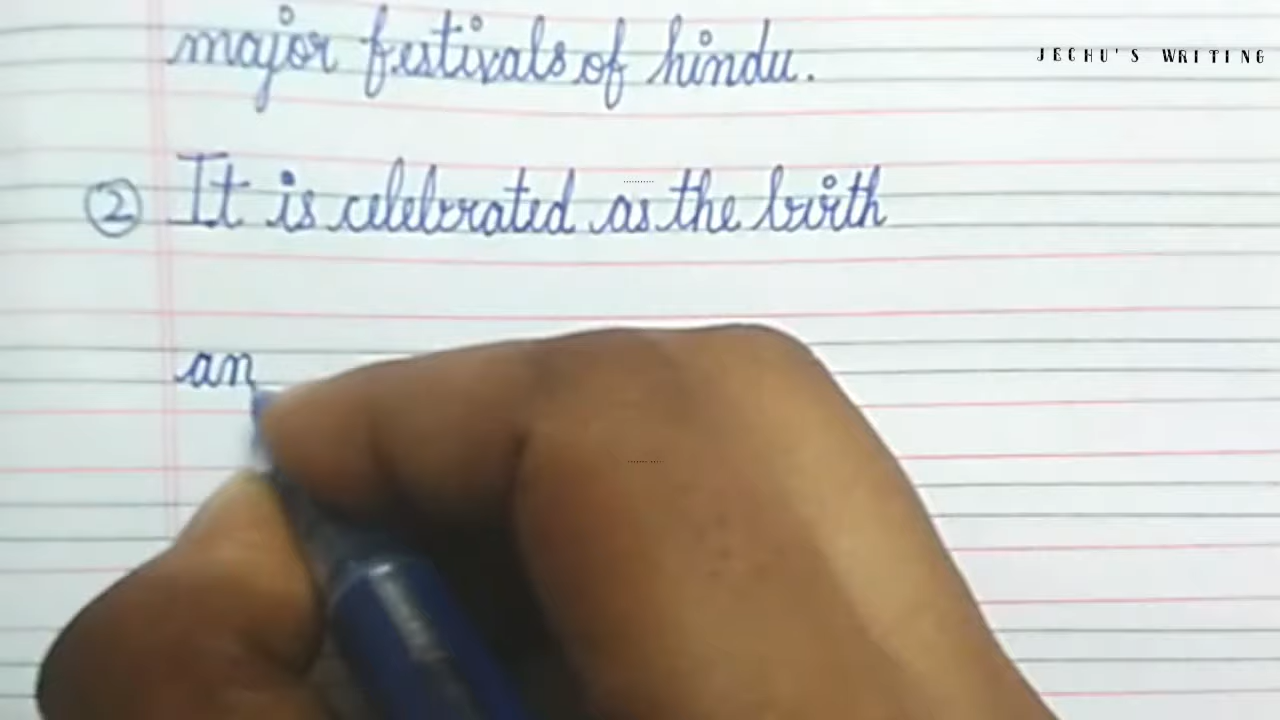 major festivals of hindu.
JECHU'S WRITING
② It is celebrated as the birth
an